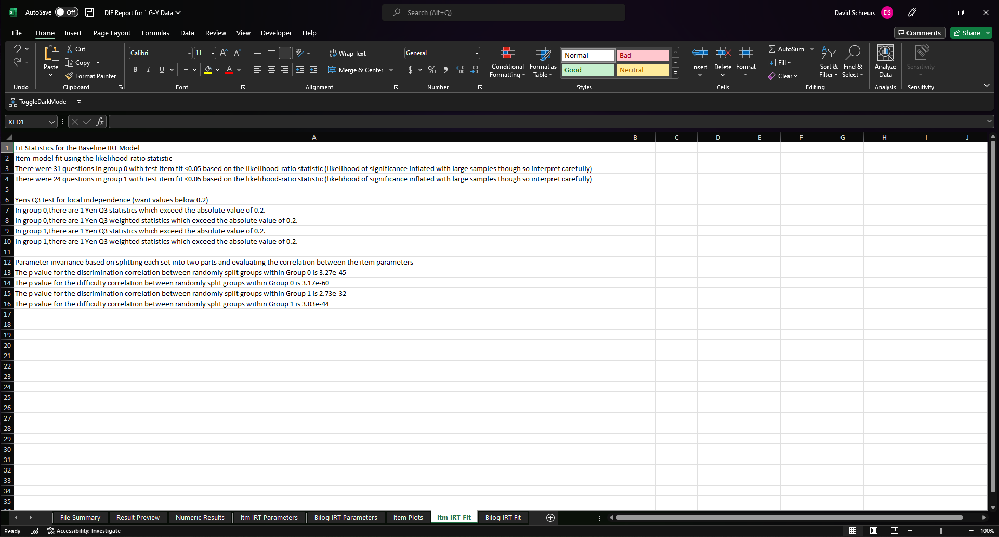 AutoSave Off DIF Report for 1 G-Y Data Search (Alt+Q) David Schreurs DS
File Home Insert Page Layout Formulas Data Review View Developer Help Comments Share
Cut
Copy
Format Painter
Paste
Undo Clipboard
Calibri 11
B I U
Font
Wrap Text
Merge & Center
Alignment
General
$ % 9
Number
Conditional Formatting
Format as Table
Normal Bad
Good Neutral
Styles
Insert Delete Format
Cells
AutoSum
Fill
Clear
Sort & Filter
Find & Select
Editing
Analyze Data
Analysis
Sensitivity
Sensitivity
ToggleDarkMode
XFD1 fx
A B C D E F G H I J
1 Fit Statistics for the Baseline IRT Model
2 Item-model fit using the likelihood-ratio statistic
3 There were 31 questions in group 0 with test item fit <0.05 based on the likelihood-ratio statistic (likelihood of significance inflated with large samples though so interpret carefully)
4 There were 24 questions in group 1 with test item fit <0.05 based on the likelihood-ratio statistic (likelihood of significance inflated with large samples though so interpret carefully)
5
6 Yens Q3 test for local independence (want values below 0.2)
7 In group 0,there are 1 Yen Q3 statistics which exceed the absolute value of 0.2.
8 In group 0,there are 1 Yen Q3 weighted statistics which exceed the absolute value of 0.2.
9 In group 1,there are 1 Yen Q3 statistics which exceed the absolute value of 0.2.
10 In group 1,there are 1 Yen Q3 weighted statistics which exceed the absolute value of 0.2.
11
12 Parameter invariance based on splitting each set into two parts and evaluating the correlation between the item parameters
13 The p value for the discrimination correlation between randomly split groups within Group 0 is 3.27e-45
14 The p value for the difficulty correlation between randomly split groups within Group 0 is 3.17e-60
15 The p value for the discrimination correlation between randomly split groups within Group 1 is 2.73e-32
16 The p value for the difficulty correlation between randomly split groups within Group 1 is 3.03e-44
17
18
19
20
21
22
23
24
25
26
27
28
29
30
31
32
33
34
35
File Summary Result Preview Numeric Results ltm IRT Parameters Bilog IRT Parameters Item Plots ltm IRT Fit Bilog IRT Fit
Ready Accessibility: Investigate 100%